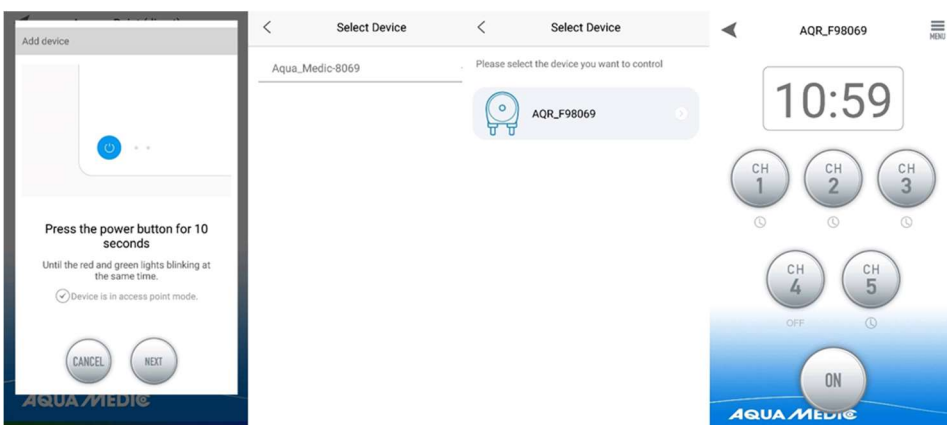 Add device
Press the power button for 10
seconds
Until the red and green lights blinking at
the same time.
Device is in access point mode.
CANCEL
NEXT
AQUA MEDIC
Select Device
Aqua_Medic-8069
Select Device
Please select the device you want to control
AQR_F98069
AQR_F98069
MENU
10:59
CH
1
CH
2
CH
3
CH
4
OFF
CH
5
ON
AQUA MEDIC